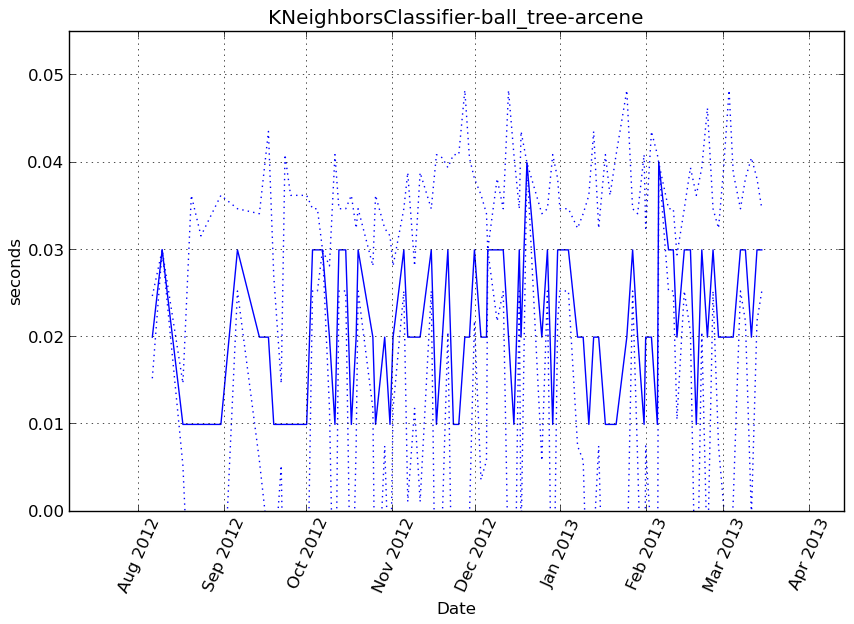 KNeighborsClassifier-ball_tree-arcene
0.05
0.04
0.03
0.02
0.01
0.00
seconds
Aug 2012
Sep 2012
Oct 2012
Nov 2012
Dec 2012
Jan 2013
Feb 2013
Mar 2013
Apr 2013
Date